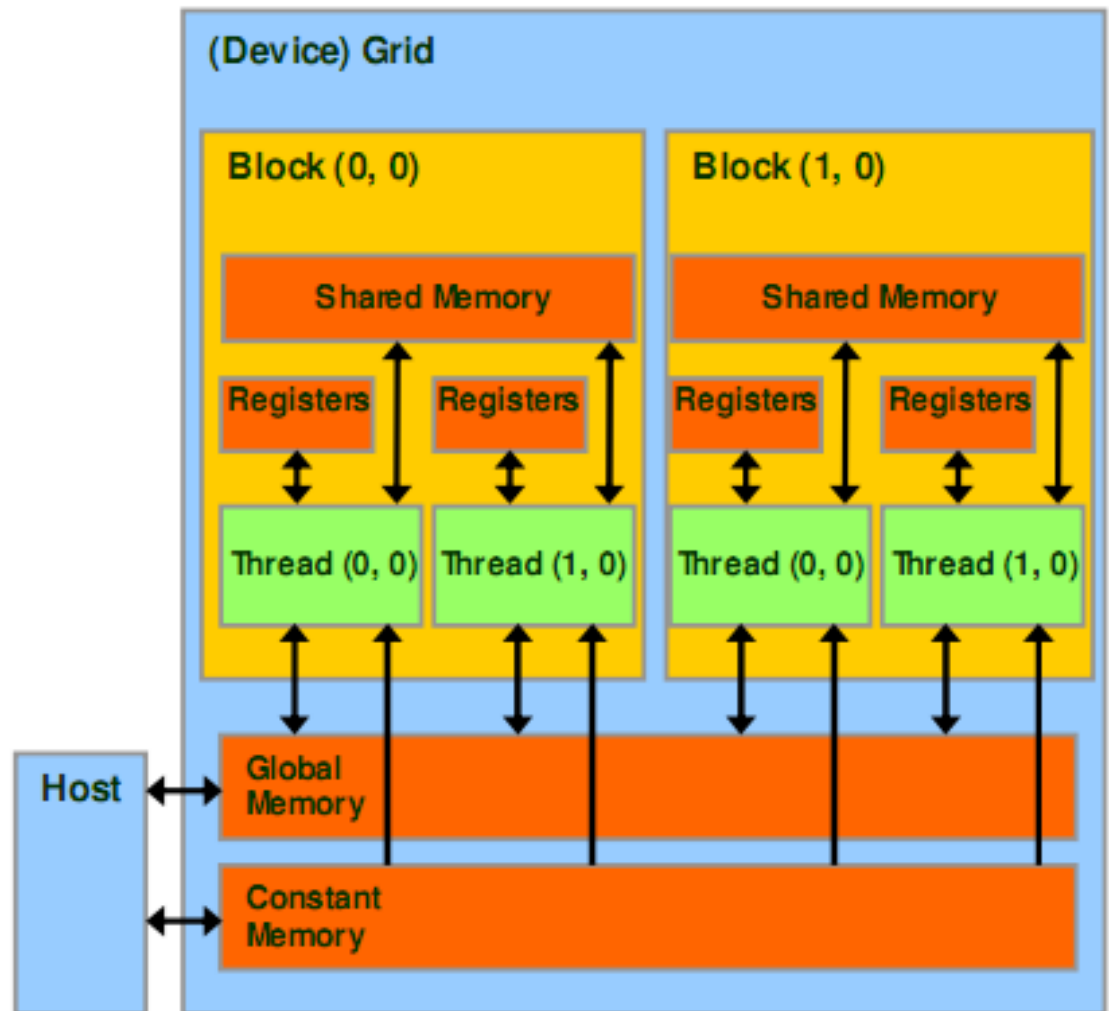 (Device) Grid
Block (0, 0)
Block (1, 0)
Shared Memory
Shared Memory
Registers
Registers
Registers
Registers
Thread (0, 0)
Thread (1, 0)
Thread (0, 0)
Thread (1, 0)
Host
Global
Memory
Constant
Memory